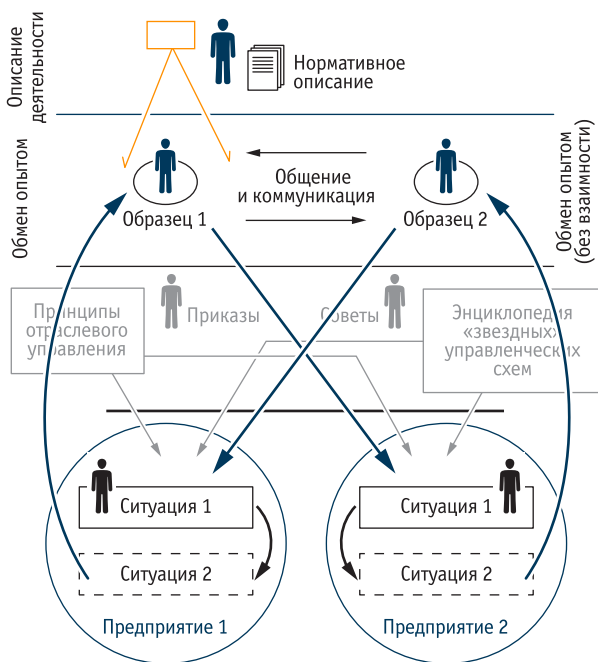 Описание
деятельности
Нормативное
описание
Обмен опытом
Общение
и коммуникация
Образец 1
Образец 2
Обмен опытом
(без взаимности)
Принципы
отраслевого
управления
Приказы
Советы
Энциклопедия
«звездных»
управленческих
схем
Ситуация 1
Ситуация 2
Предприятие 1
Ситуация 1
Ситуация 2
Предприятие 2